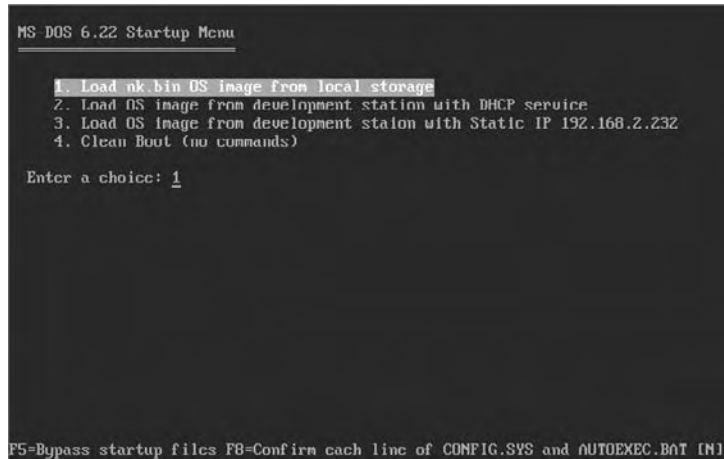 MS-DOS 6.22 Startup Menu
1. Load nk.bin OS image from local storage
2. Load OS image from development station with DHCP service
3. Load OS image from development staion with Static IP 192.168.2.232
4. Clean Boot (no commands)
Enter a choice: 1
F5=Bypass startup files F8=Confirm each line of CONFIG.SYS and AUTOEXEC.BAT [N]